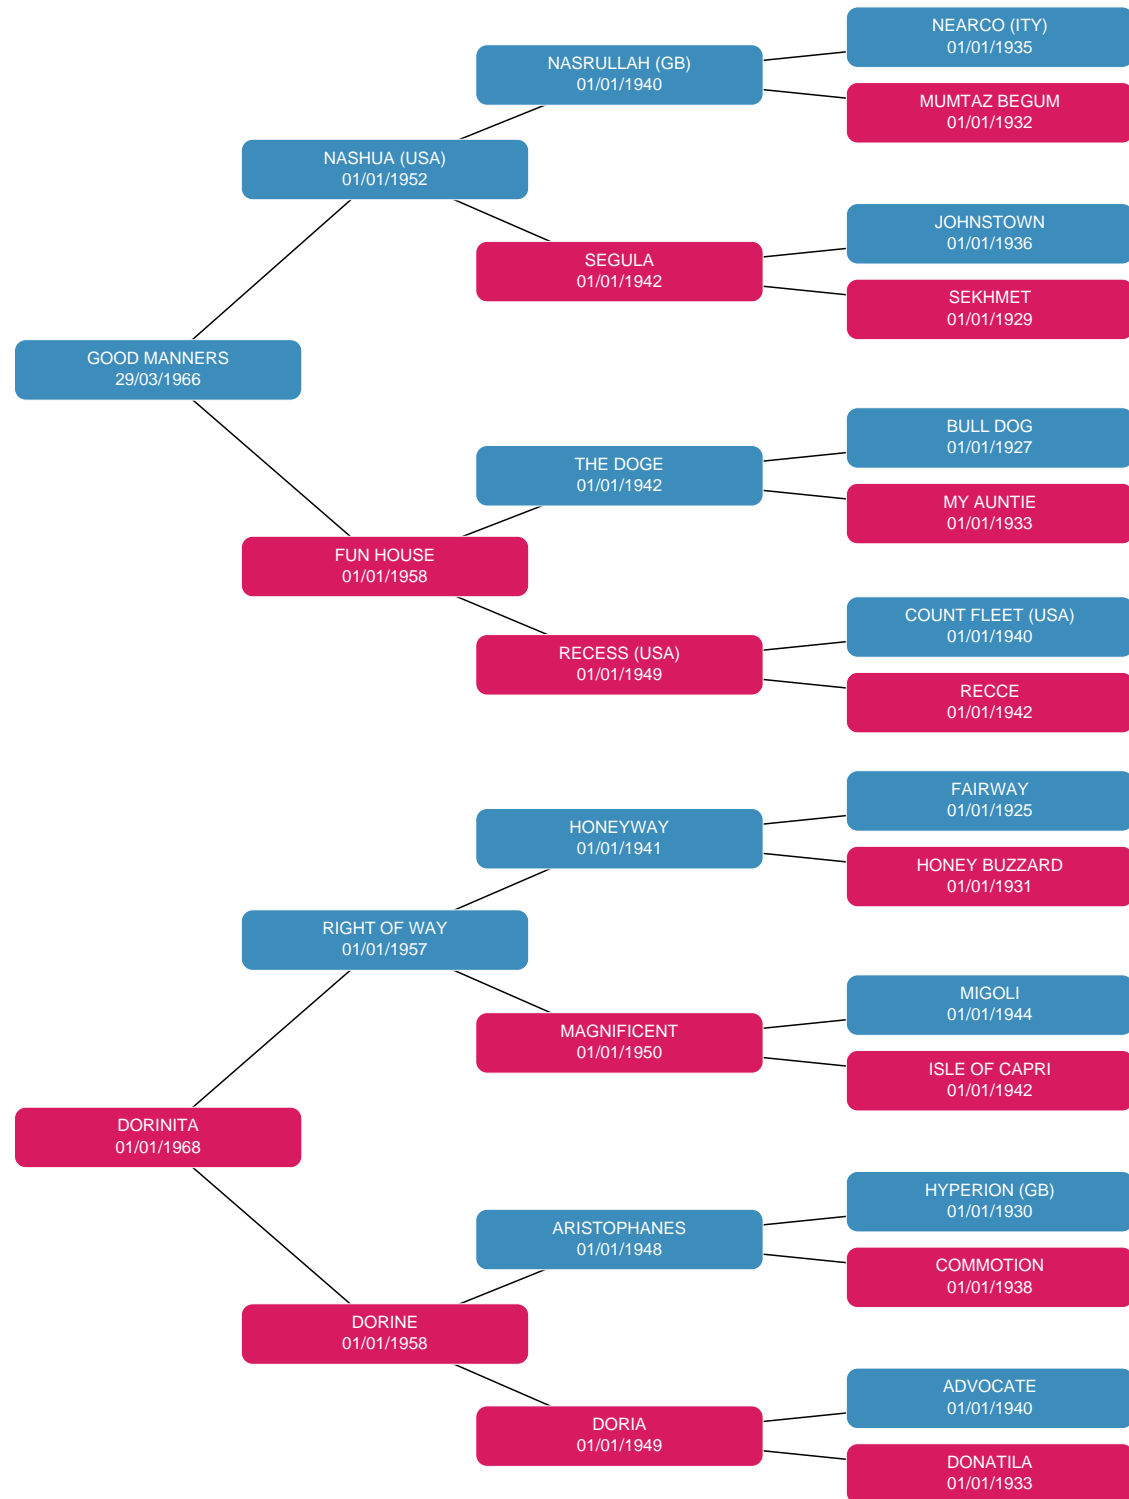 NEARCO (ITY)
01/01/1935
NASRULLAH (GB)
01/01/1940
MUMTAZ BEGUM
01/01/1932
NASHUA (USA)
01/01/1952
JOHNSTOWN
01/01/1936
SEGULA
01/01/1942
SEKHMET
01/01/1929
GOOD MANNERS
29/03/1966
BULL DOG
01/01/1927
THE DOGE
01/01/1942
MY AUNTIE
01/01/1933
FUN HOUSE
01/01/1958
COUNT FLEET (USA)
01/01/1940
RECESS (USA)
01/01/1949
RECCE
01/01/1942
FAIRWAY
01/01/1925
HONEYWAY
01/01/1941
HONEY BUZZARD
01/01/1931
RIGHT OF WAY
01/01/1957
MIGOLI
01/01/1944
MAGNIFICENT
01/01/1950
ISLE OF CAPRI
01/01/1942
DORINITA
01/01/1968
HYPERION (GB)
01/01/1930
ARISTOPHANES
01/01/1948
COMMOTION
01/01/1938
DORINE
01/01/1958
ADVOCATE
01/01/1940
DORIA
01/01/1949
DONATILA
01/01/1933